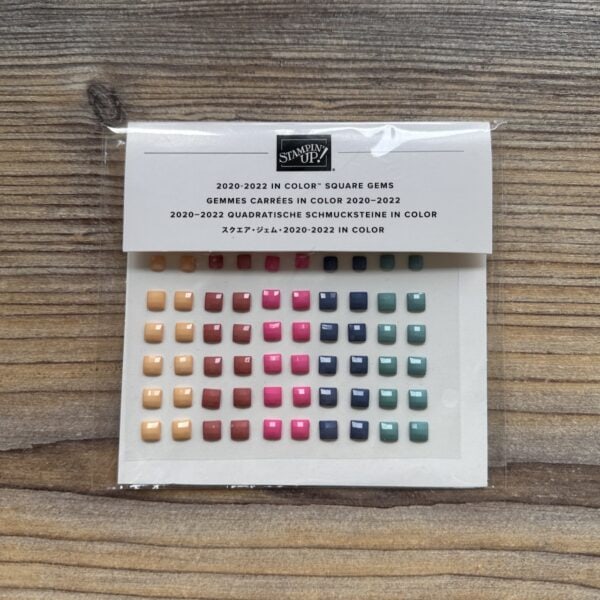 STAMPIN' UP!®
2020-2022 IN COLOR™ SQUARE GEMS
GEMMES CARRÉES IN COLOR 2020–2022
2020–2022 QUADRATISCHE SCHMUCKSTEINE IN COLOR
スクエア・ジェム・2020-2022 IN COLOR